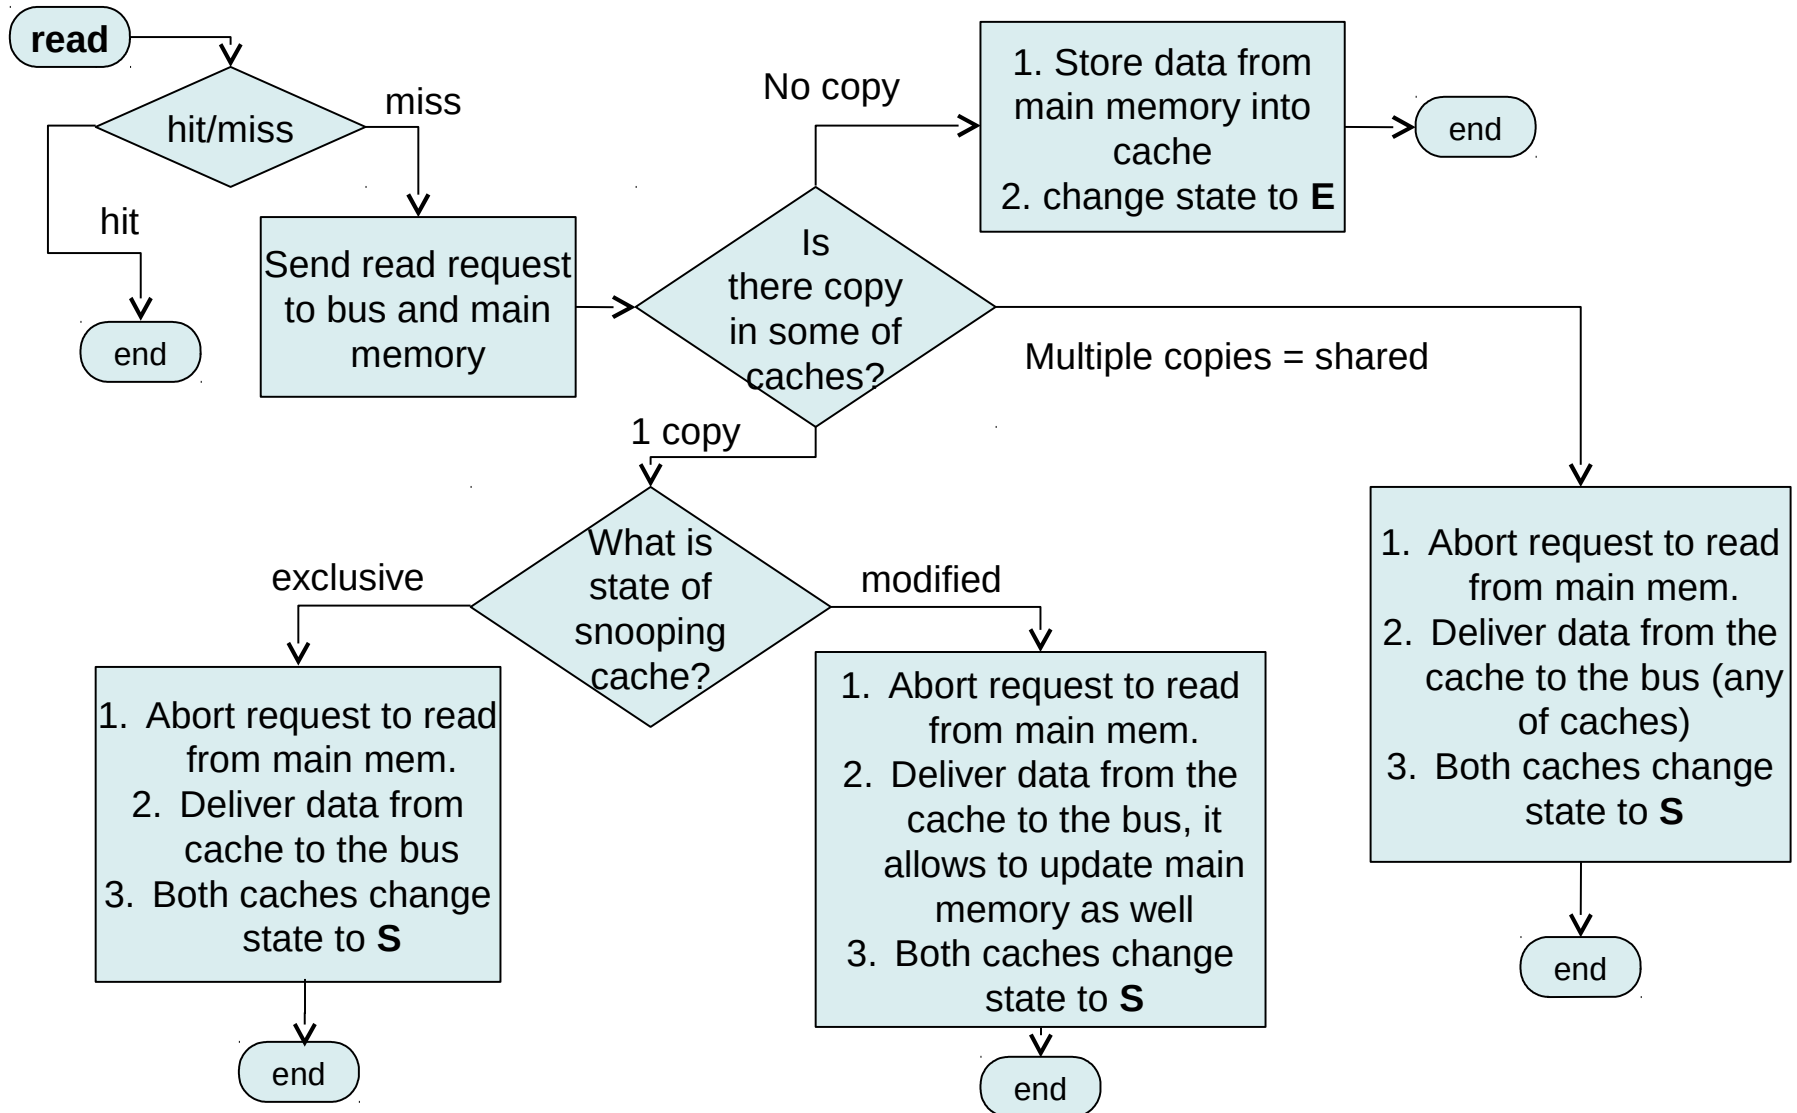 read
hit/miss
miss
hit
end
Send read request
to bus and main
memory
Is
there copy
in some of
caches?
No copy
1. Store data from
main memory into
cache
2. change state to E
end
Multiple copies = shared
1. Abort request to read
from main mem.
2. Deliver data from the
cache to the bus (any
of caches)
3. Both caches change
state to S
end
1 copy
What is
state of
snooping
cache?
exclusive
1. Abort request to read
from main mem.
2. Deliver data from
cache to the bus
3. Both caches change
state to S
end
modified
1. Abort request to read
from main mem.
2. Deliver data from the
cache to the bus, it
allows to update main
memory as well
3. Both caches change
state to S
end